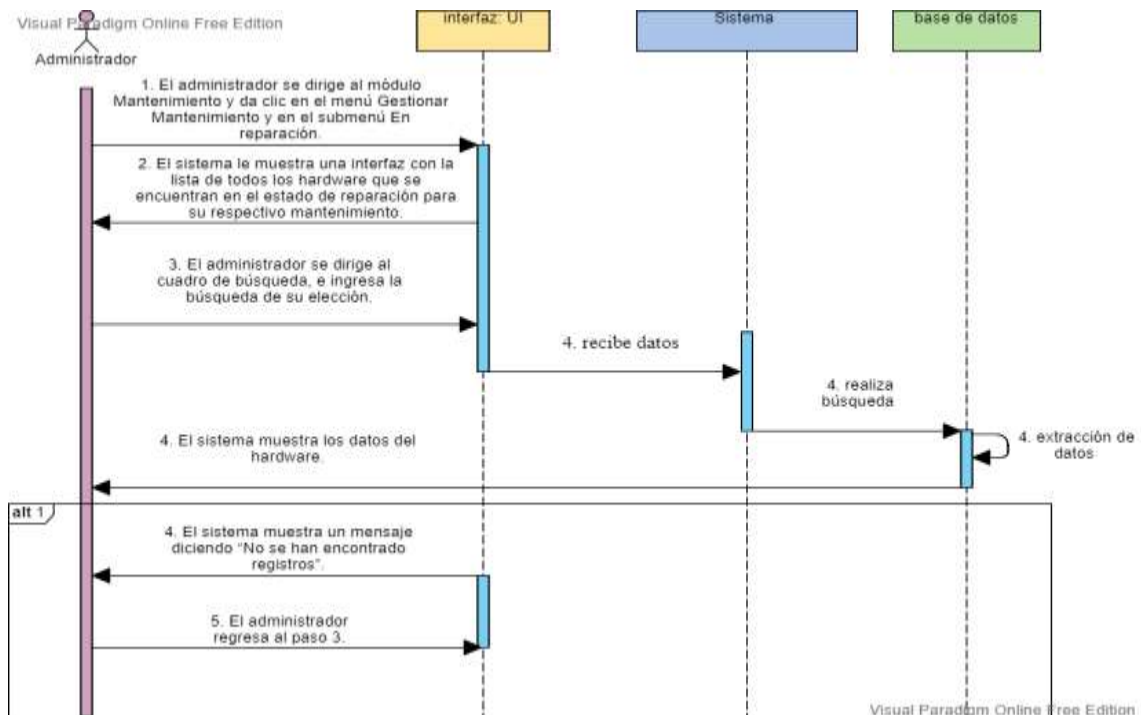 Visual Paradigm Online Free Edition
interfaz: UI
Sistema
base de datos
Administrador
1. El administrador se dirige al módulo
Mantenimiento y da clic en el menú Gestionar
Mantenimiento y en el submenú En
reparación.
2. El sistema le muestra una interfaz con la
lista de todos los hardware que se
encuentran en el estado de reparación para
su respectivo mantenimiento.
3. El administrador se dirige al
cuadro de búsqueda, e ingresa la
búsqueda de su elección.
4. recibe datos
4. realiza
búsqueda
4. extracción de
datos
4. El sistema muestra los datos del
hardware.
alt 1
4. El sistema muestra un mensaje
diciendo “No se han encontrado
registros”.
5. El administrador
regresa al paso 3.
Visual Paradigm Online Free Edition